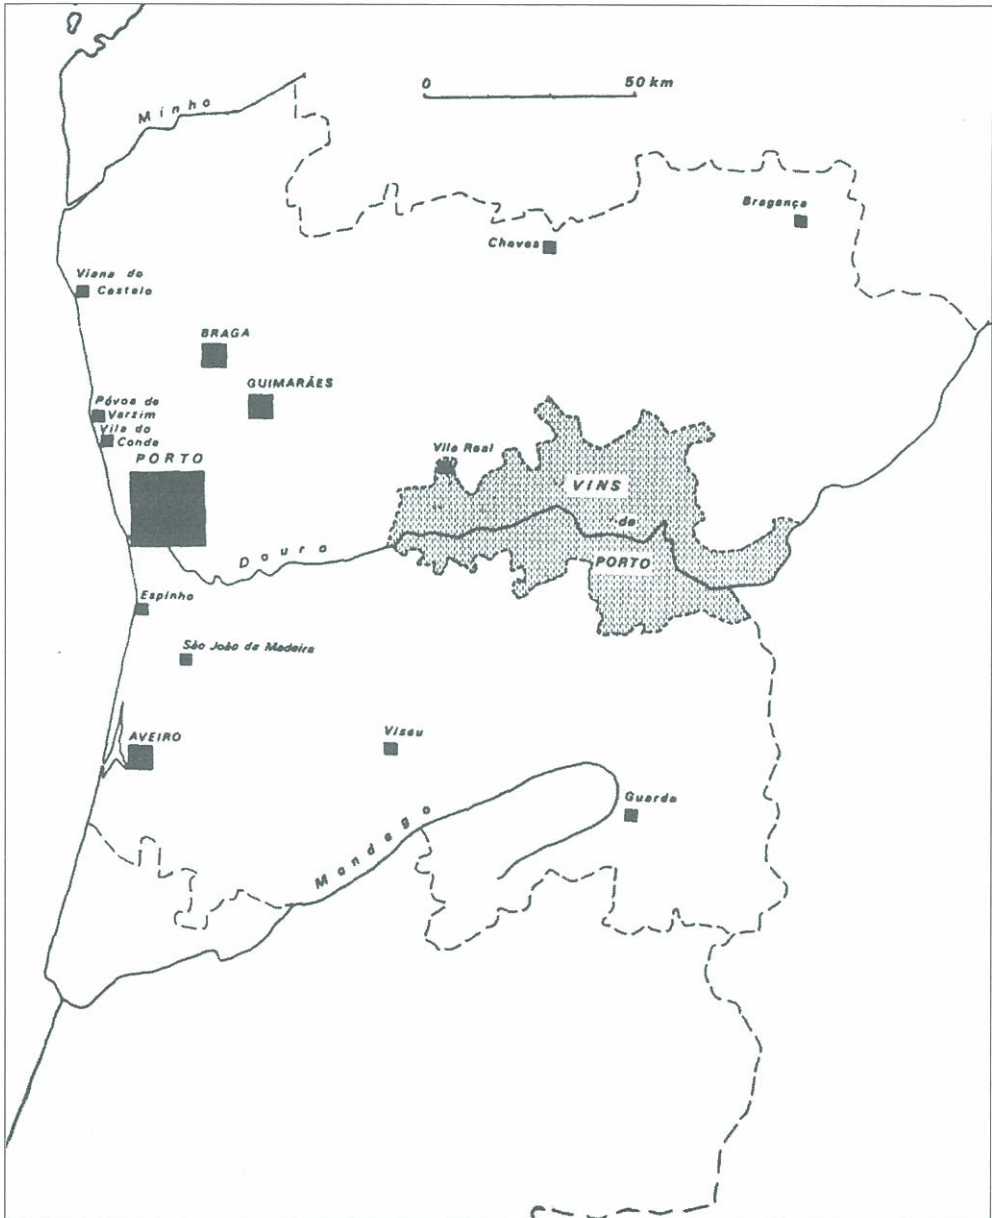 0 50 km
Minho
Bragança
Chaves
Viana do
Castelo
BRAGA
GUIMARÃES
Póvoa de
Varzim
Vila do
Conde
PORTO
Vila Real
VINS
de
PORTO
Douro
Espinho
São João da Madeira
AVEIRO
Viseu
Guarda
Mondego